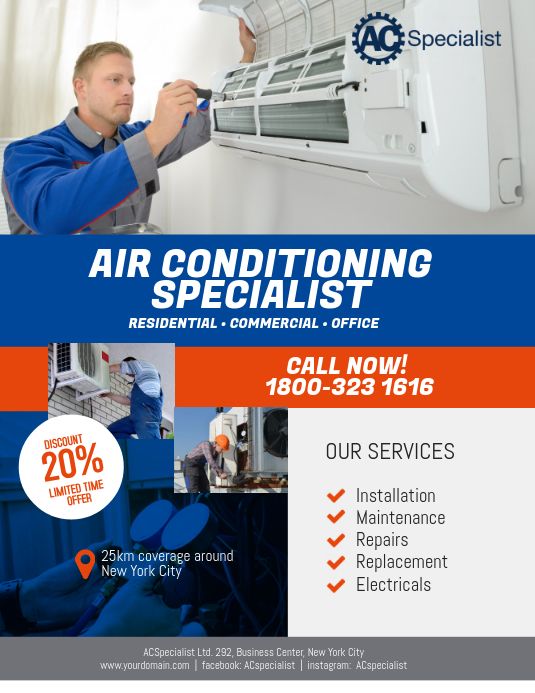 AC Specialist
AIR CONDITIONING
SPECIALIST
RESIDENTIAL • COMMERCIAL • OFFICE
CALL NOW!
1800-323 1616
DISCOUNT
20%
LIMITED TIME
OFFER
25km coverage around
New York City
OUR SERVICES
Installation
Maintenance
Repairs
Replacement
Electricals
ACSpecialist Ltd. 292, Business Center, New York City
www.yourdomain.com | facebook: ACspecialist | instagram: ACspecialist